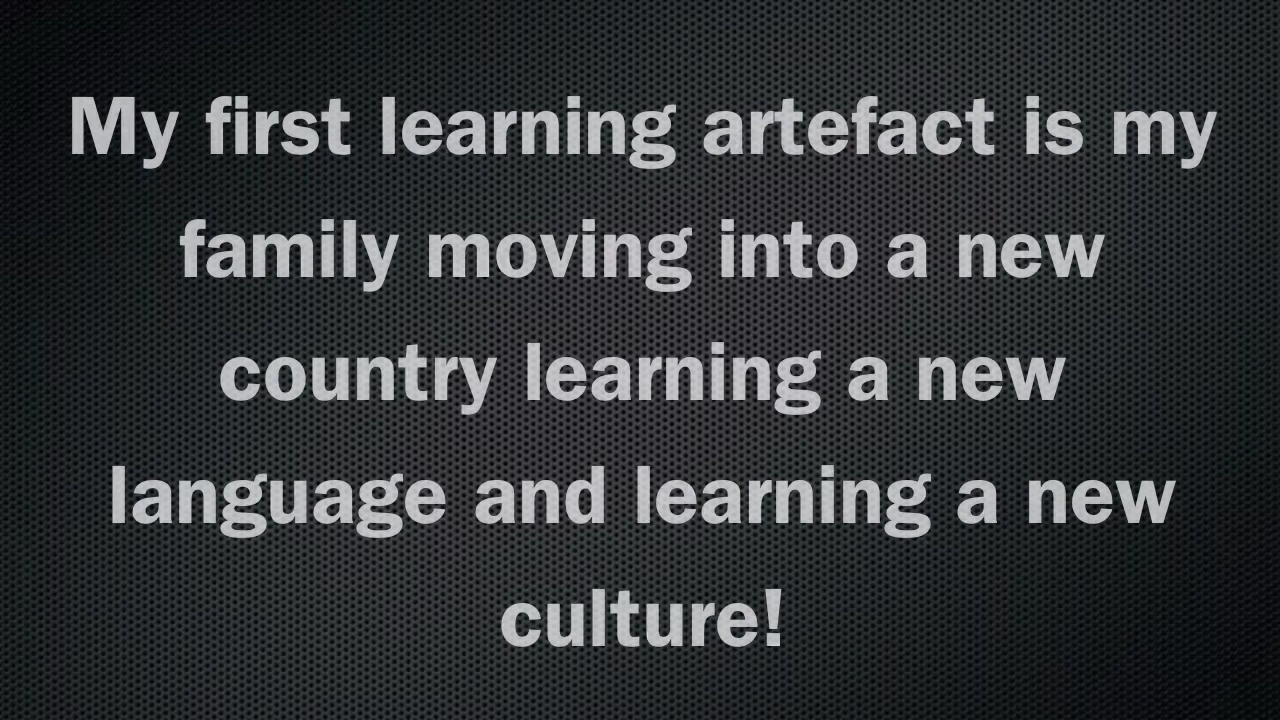 My first learning artefact is my
family moving into a new
country learning a new
language and learning a new
culture!